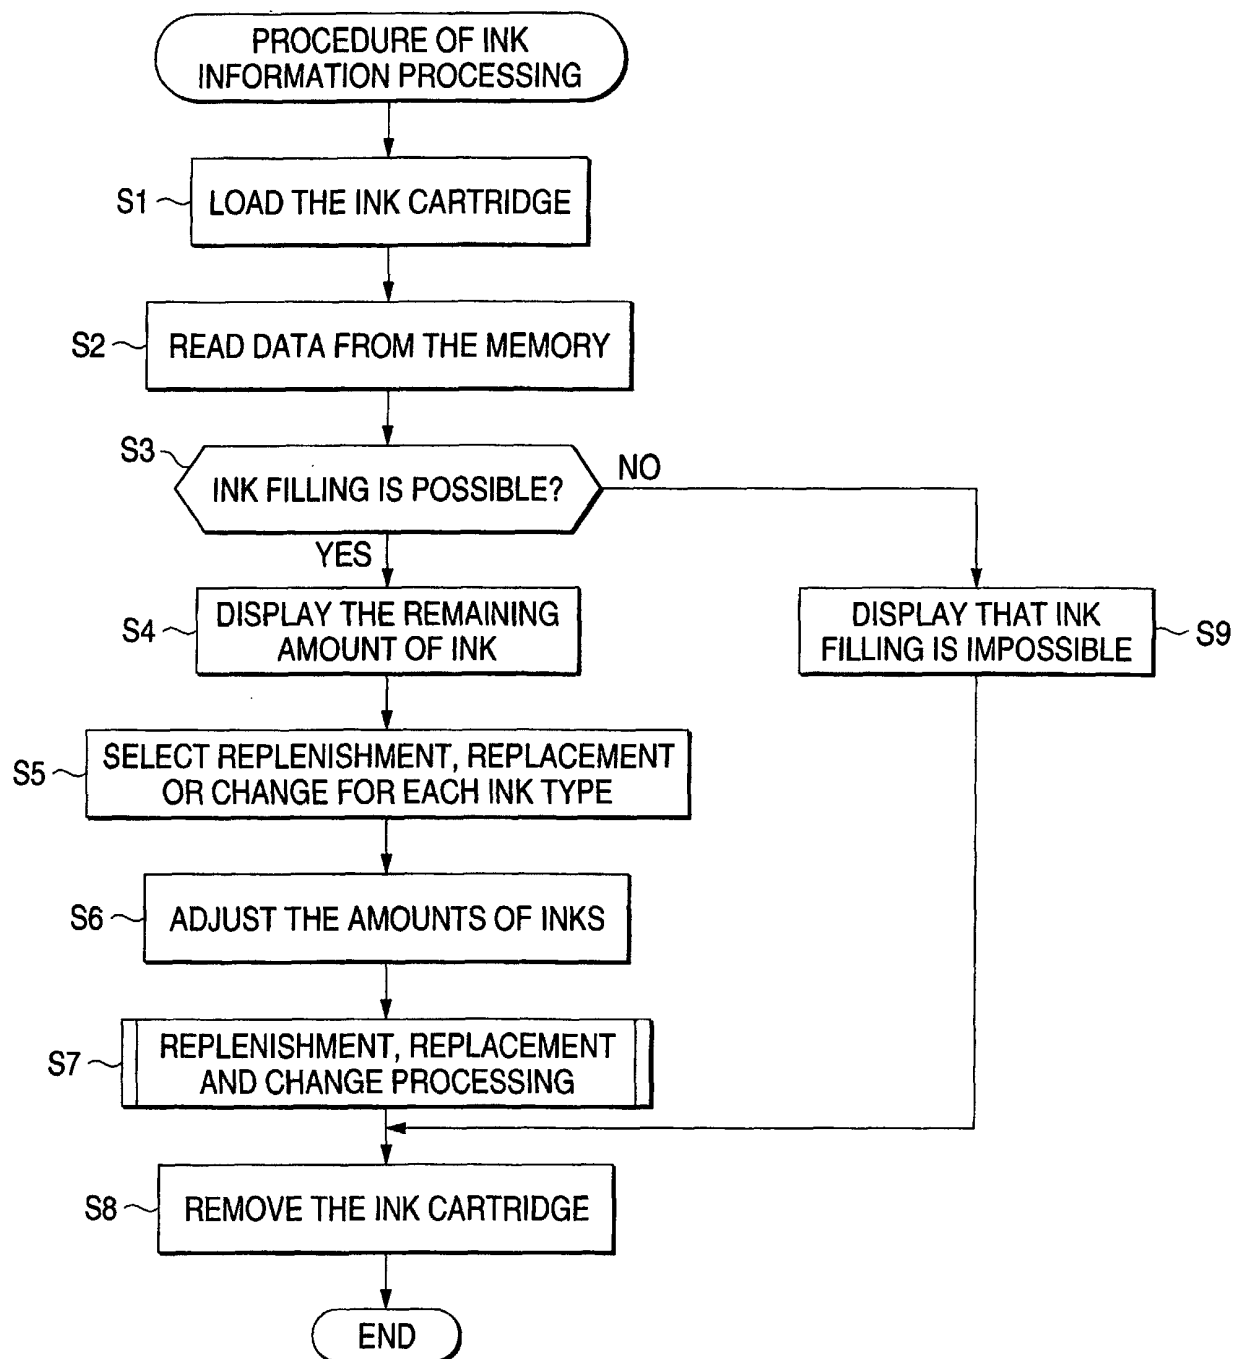 PROCEDURE OF INK
INFORMATION PROCESSING
S1
LOAD THE INK CARTRIDGE
S2
READ DATA FROM THE MEMORY
S3
INK FILLING IS POSSIBLE?
NO
YES
S4
DISPLAY THE REMAINING
AMOUNT OF INK
DISPLAY THAT INK
FILLING IS IMPOSSIBLE
S9
S5
SELECT REPLENISHMENT, REPLACEMENT
OR CHANGE FOR EACH INK TYPE
S6
ADJUST THE AMOUNTS OF INKS
S7
REPLENISHMENT, REPLACEMENT
AND CHANGE PROCESSING
S8
REMOVE THE INK CARTRIDGE
END